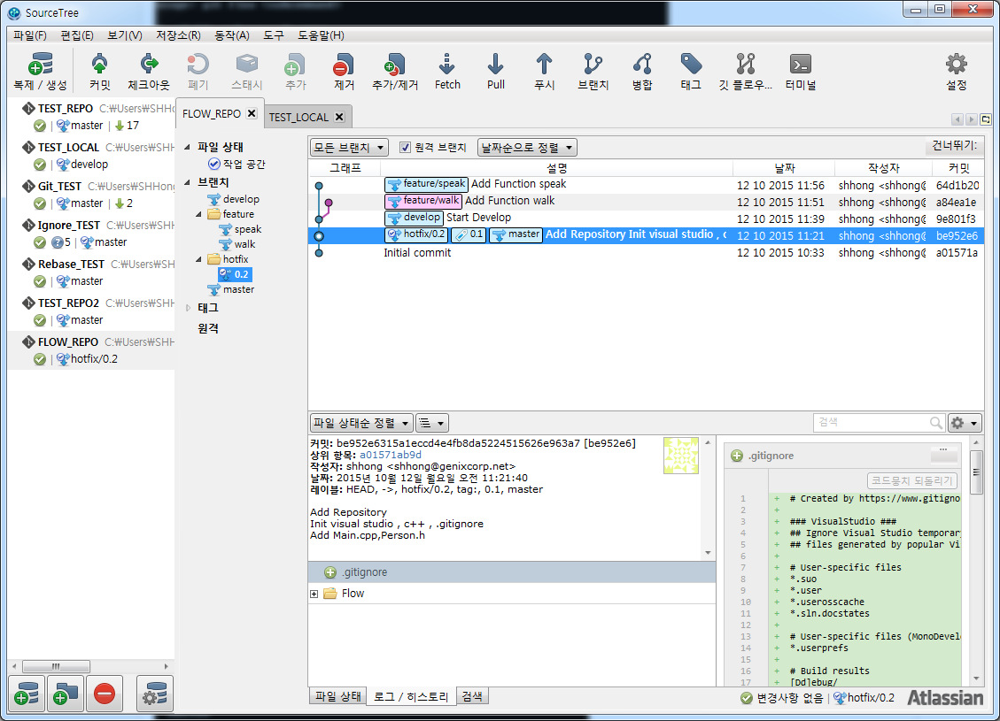 SourceTree
파일(F) 편집(E) 보기(V) 저장소(R) 동작(A) 도구 도움말(H)
복제 / 생성 커밋 체크아웃 폐기 스태시 추가 제거 추가/제거 Fetch Pull 푸시 브랜치 병합 태그 깃 플로우... 터미널 설정
TEST_REPO C:₩Users₩SHHo
master 17
TEST_LOCAL C:₩Users₩SHH
develop
Git_TEST C:₩Users₩SHHong
master 2
Ignore_TEST C:₩Users₩SHH
5 master
Rebase_TEST C:₩Users₩SH
master
TEST_REPO2 C:₩Users₩SHH
master
FLOW_REPO C:₩Users₩SHH
hotfix/0.2
FLOW_REPO TEST_LOCAL
파일 상태
작업 공간
브랜치
develop
feature
speak
walk
hotfix
0.2
master
태그
원격
모든 브랜치 원격 브랜치 날짜순으로 정렬 건너뛰기:
그래프 설명 날짜 작성자 커밋
feature/speak Add Function speak 12 10 2015 11:56 shhong <shhong@ 64d1b20
feature/walk Add Function walk 12 10 2015 11:51 shhong <shhong@ a84ea1e
develop Start Develop 12 10 2015 11:39 shhong <shhong@ 9e801f3
hotfix/0.2 0.1 master Add Repository Init visual studio , c 12 10 2015 11:21 shhong <shhong@ be952e6
Initial commit 12 10 2015 10:33 shhong <shhong@ a01571a
파일 상태순 정렬 검색
커밋: be952e6315a1eccd4e4fb8da5224515626e963a7 [be952e6]
상위 항목: a01571ab9d
작성자: shhong <shhong@genixcorp.net>
날짜: 2015년 10월 12일 월요일 오전 11:21:40
레이블: HEAD, ->, hotfix/0.2, tag:, 0.1, master
Add Repository
Init visual studio , c++ , .gitignore
Add Main.cpp,Person.h
.gitignore
Flow
.gitignore ...
코드뭉치 되돌리기
1 + # Created by https://www.gitigno
2 +
3 + ### VisualStudio ###
4 + ## Ignore Visual Studio temporar
5 + ## files generated by popular Vi
6 +
7 + # User-specific files
8 + *.suo
9 + *.user
10 + *.userosscache
11 + *.sln.docstates
12 +
13 + # User-specific files (MonoDevel
14 + *.userprefs
15 +
16 + # Build results
17 + [Dd]ebug/
파일 상태 로그 / 히스토리 검색
변경사항 없음 hotfix/0.2 Atlassian